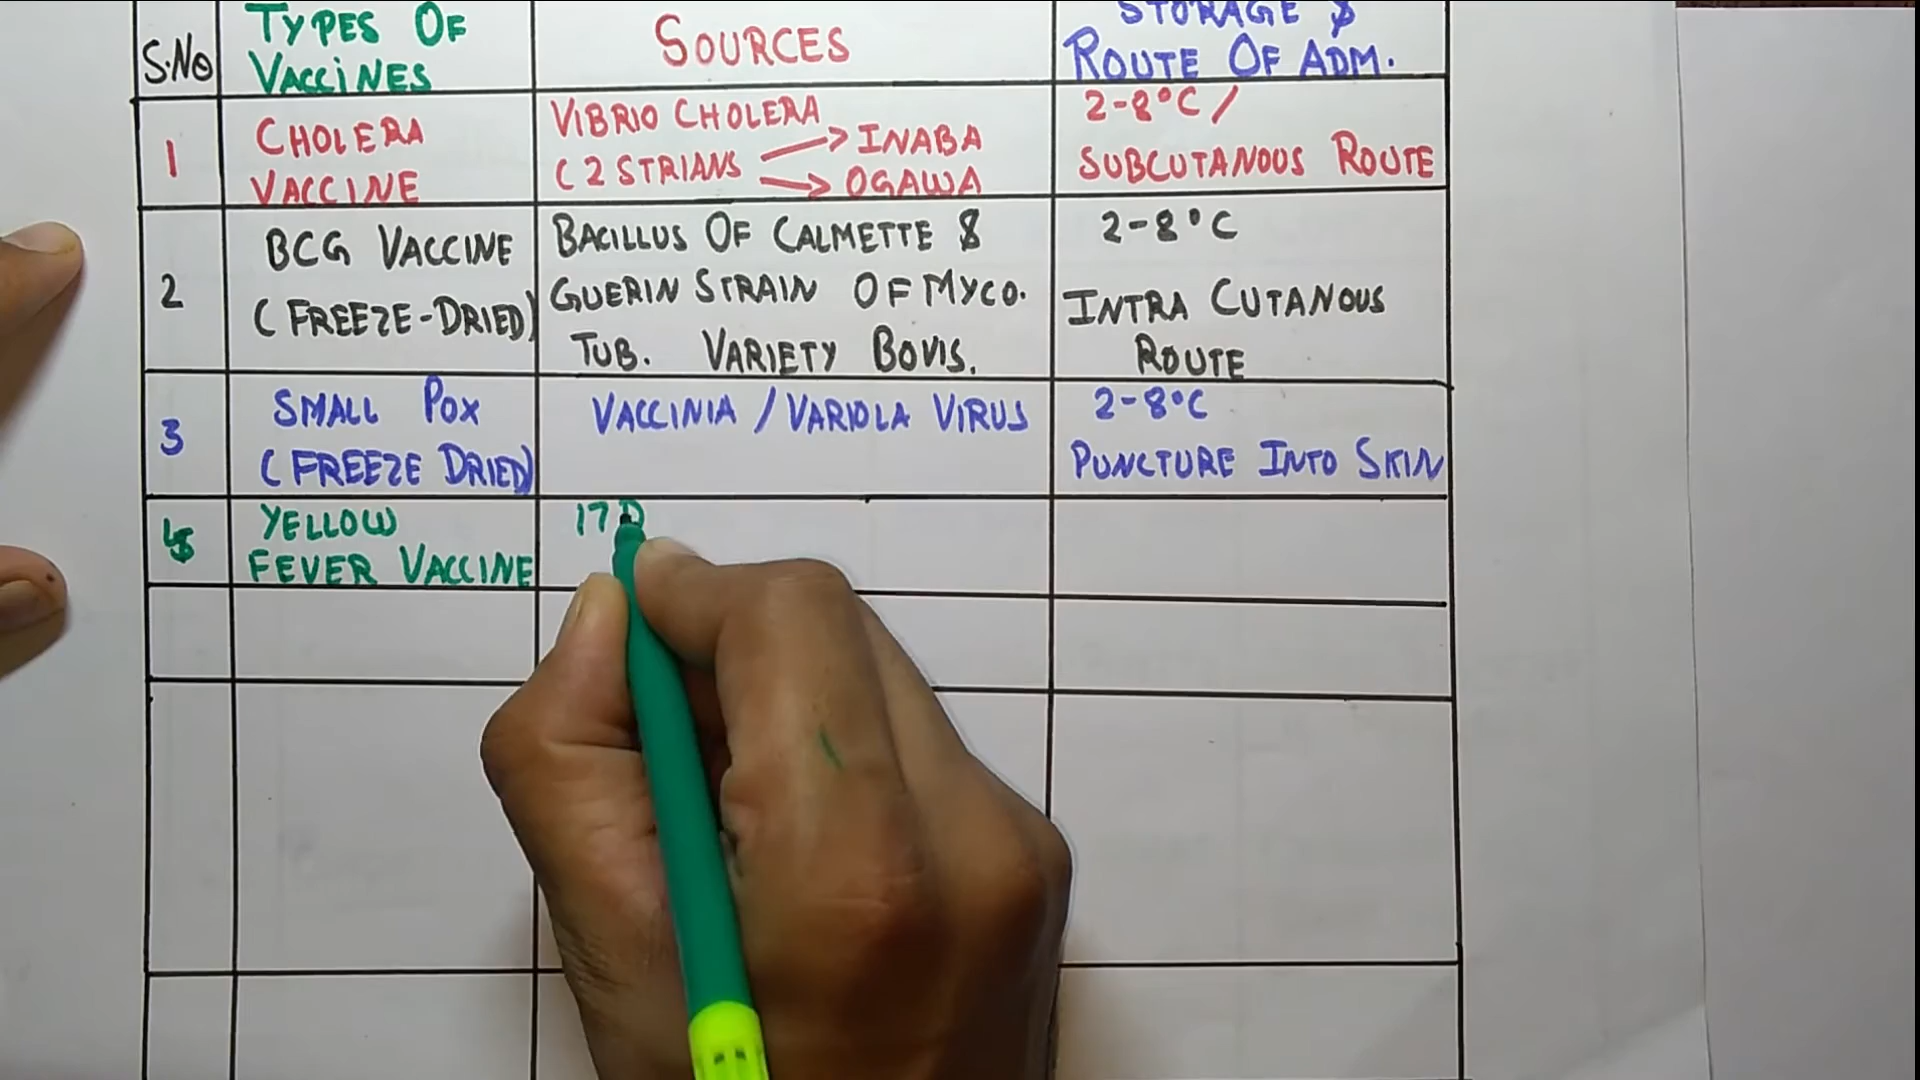 S.No
TYPES OF
VACCINES
SOURCES
STORAGE &
ROUTE OF ADM.
1
CHOLERA
VACCINE
VIBRIO CHOLERA
( 2 STRIANS
INABA
OGAWA
2-8°C /
SUBCUTANOUS ROUTE
2
BCG VACCINE
( FREEZE-DRIED)
BACILLUS OF CALMETTE &
GUERIN STRAIN OF MYCO.
TUB. VARIETY BOVIS.
2-8°C
INTRA CUTANOUS
ROUTE
3
SMALL POX
( FREEZE DRIED)
VACCINIA / VARIOLA VIRUS
2-8°C
PUNCTURE INTO SKIN
YELLOW
FEVER VACCINE
17D